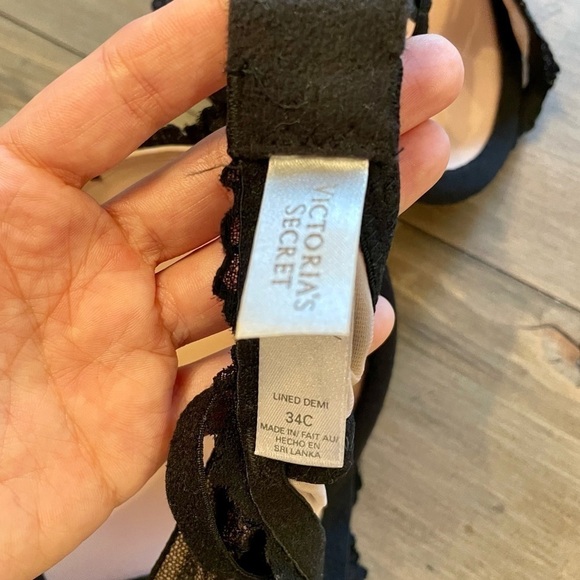 VICTORIA'S
SECRET
LINED DEMI
34C
MADE IN/ FAIT AU/
HECHO EN
SRI LANKA